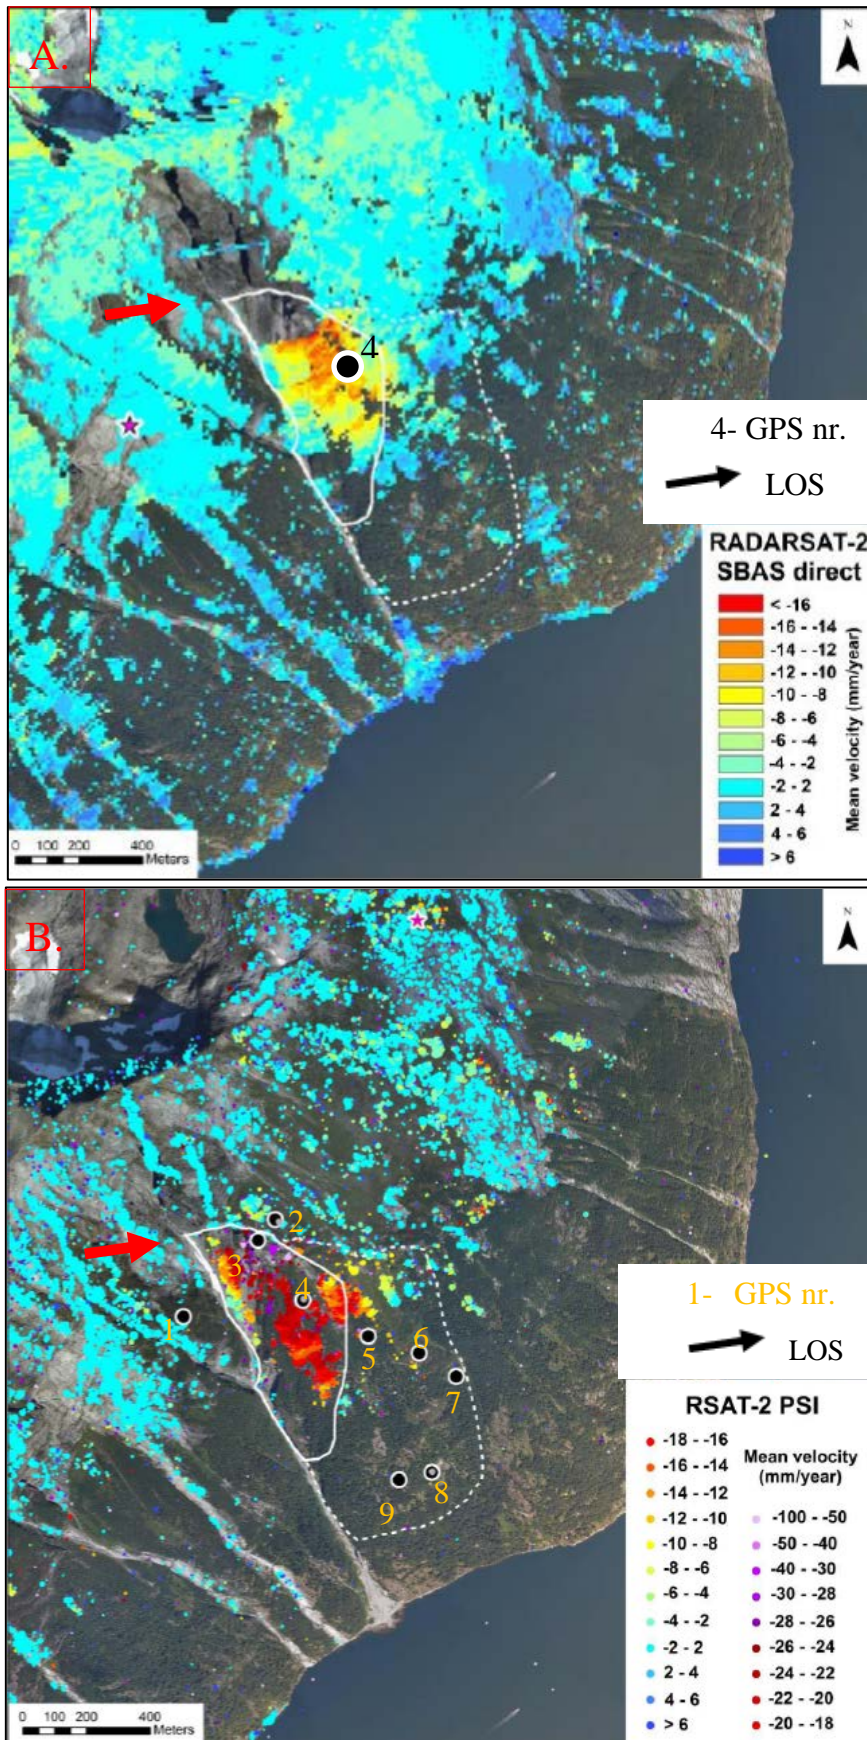 A.
N
4
4- GPS nr.
LOS
RADARSAT-2
SBAS direct
< -16
-16 - -14
-14 - -12
-12 - -10
-10 - -8
-8 - -6
-6 - -4
-4 - -2
-2 - 2
2 - 4
4 - 6
> 6
Mean velocity (mm/year)
0 100 200 400
Meters
B.
N
2
3
4
1
5
6
7
8
9
1- GPS nr.
LOS
RSAT-2 PSI
-18 - -16
-16 - -14
-14 - -12
-12 - -10
-10 - -8
-8 - -6
-6 - -4
-4 - -2
-2 - 2
2 - 4
4 - 6
> 6
Mean velocity
(mm/year)
-100 - -50
-50 - -40
-40 - -30
-30 - -28
-28 - -26
-26 - -24
-24 - -22
-22 - -20
-20 - -18
0 100 200 400
Meters